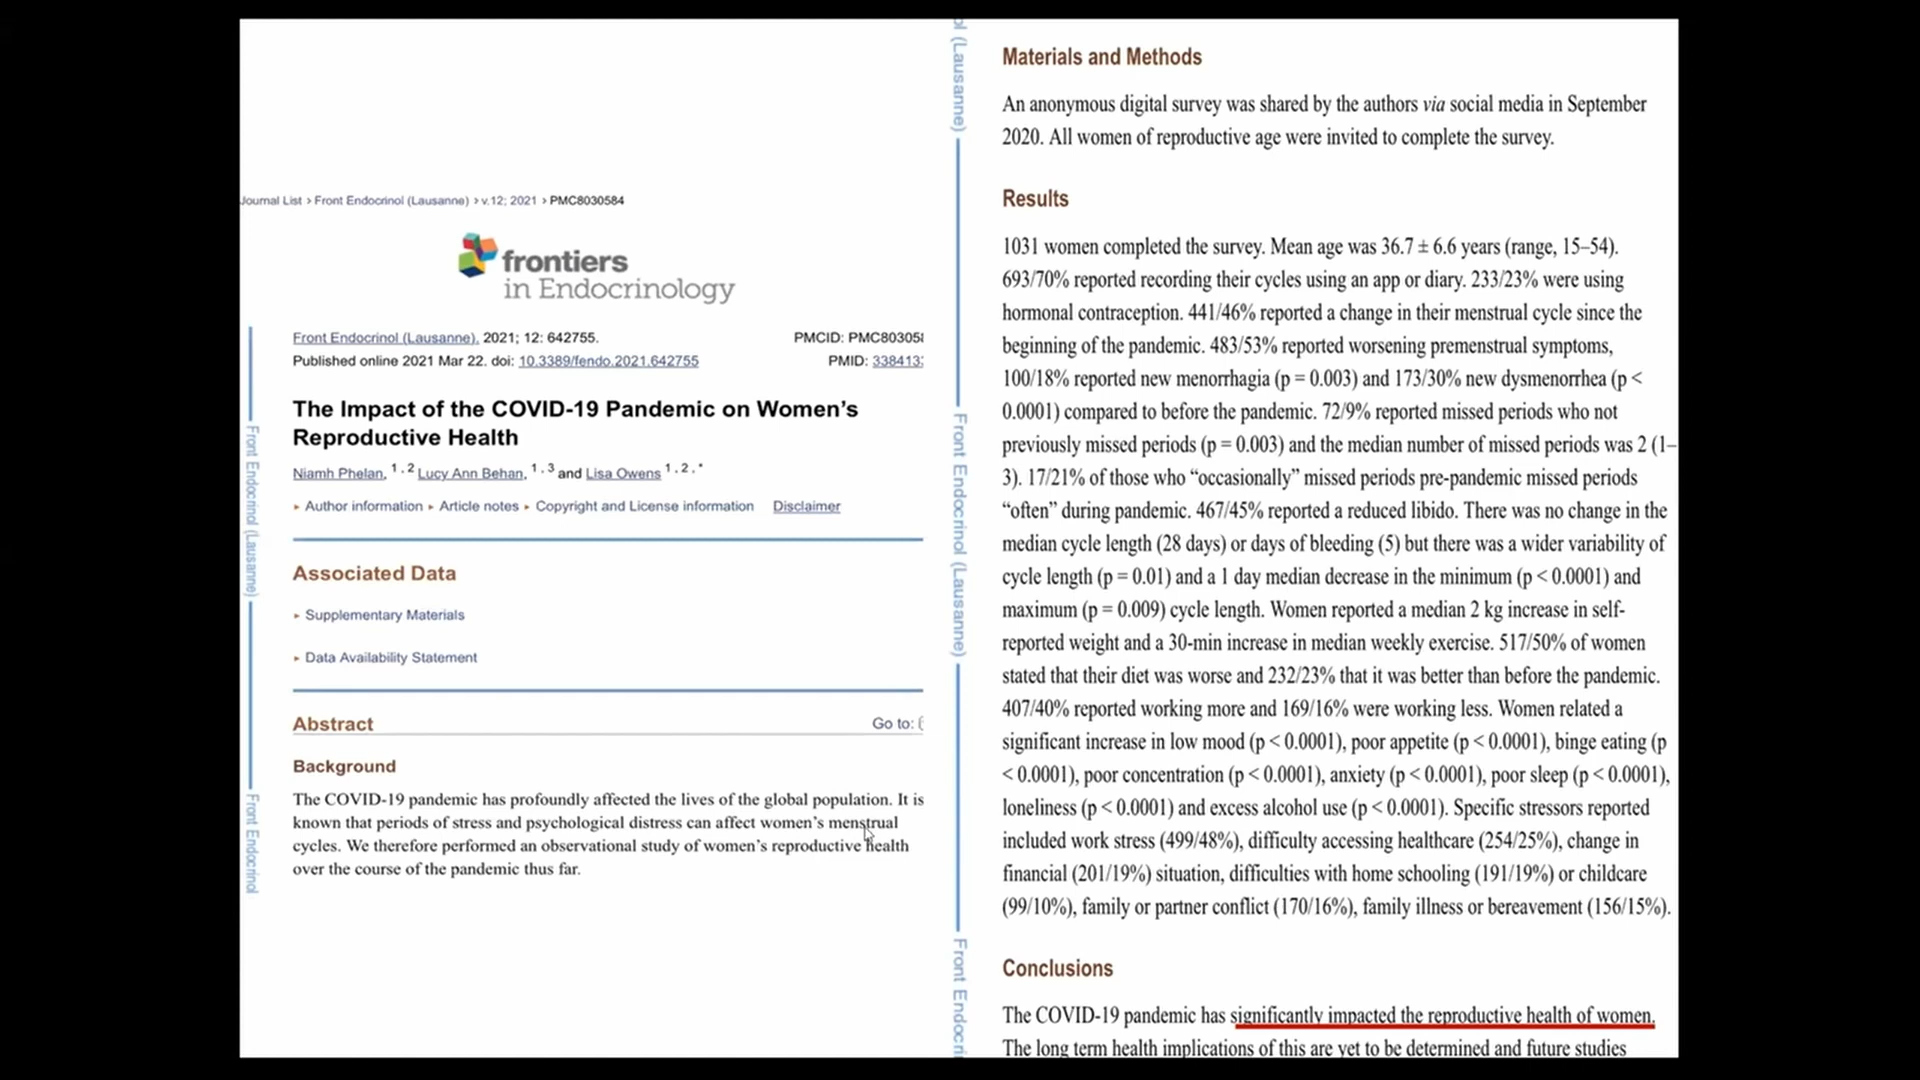 Journal List > Front Endocrinol (Lausanne) > v.12; 2021 > PMC8030584
frontiers
in Endocrinology
Front Endocrinol (Lausanne). 2021; 12: 642755.
PMCID: PMC80305
Published online 2021 Mar 22. doi: 10.3389/fendo.2021.642755
PMID: 338413
The Impact of the COVID-19 Pandemic on Women’s
Reproductive Health
Niamh Phelan, 1, 2 Lucy Ann Behan, 1, 3 and Lisa Owens 1, 2, *
▸ Author information ▸ Article notes ▸ Copyright and License information Disclaimer
Associated Data
▸ Supplementary Materials
▸ Data Availability Statement
Abstract
Go to:
Background
The COVID-19 pandemic has profoundly affected the lives of the global population. It is
known that periods of stress and psychological distress can affect women’s menstrual
cycles. We therefore performed an observational study of women’s reproductive health
over the course of the pandemic thus far.
Front Endocrinol (Lausanne)
Front Endocrinol
ol (Lausanne)
Front Endocrinol (Lausanne)
Front Endocri
Materials and Methods
An anonymous digital survey was shared by the authors via social media in September
2020. All women of reproductive age were invited to complete the survey.
Results
1031 women completed the survey. Mean age was 36.7 ± 6.6 years (range, 15–54).
693/70% reported recording their cycles using an app or diary. 233/23% were using
hormonal contraception. 441/46% reported a change in their menstrual cycle since the
beginning of the pandemic. 483/53% reported worsening premenstrual symptoms,
100/18% reported new menorrhagia (p = 0.003) and 173/30% new dysmenorrhea (p <
0.0001) compared to before the pandemic. 72/9% reported missed periods who not
previously missed periods (p = 0.003) and the median number of missed periods was 2 (1–
3). 17/21% of those who “occasionally” missed periods pre-pandemic missed periods
“often” during pandemic. 467/45% reported a reduced libido. There was no change in the
median cycle length (28 days) or days of bleeding (5) but there was a wider variability of
cycle length (p = 0.01) and a 1 day median decrease in the minimum (p < 0.0001) and
maximum (p = 0.009) cycle length. Women reported a median 2 kg increase in self-
reported weight and a 30-min increase in median weekly exercise. 517/50% of women
stated that their diet was worse and 232/23% that it was better than before the pandemic.
407/40% reported working more and 169/16% were working less. Women related a
significant increase in low mood (p < 0.0001), poor appetite (p < 0.0001), binge eating (p
< 0.0001), poor concentration (p < 0.0001), anxiety (p < 0.0001), poor sleep (p < 0.0001),
loneliness (p < 0.0001) and excess alcohol use (p < 0.0001). Specific stressors reported
included work stress (499/48%), difficulty accessing healthcare (254/25%), change in
financial (201/19%) situation, difficulties with home schooling (191/19%) or childcare
(99/10%), family or partner conflict (170/16%), family illness or bereavement (156/15%).
Conclusions
The COVID-19 pandemic has significantly impacted the reproductive health of women.
The long term health implications of this are yet to be determined and future studies